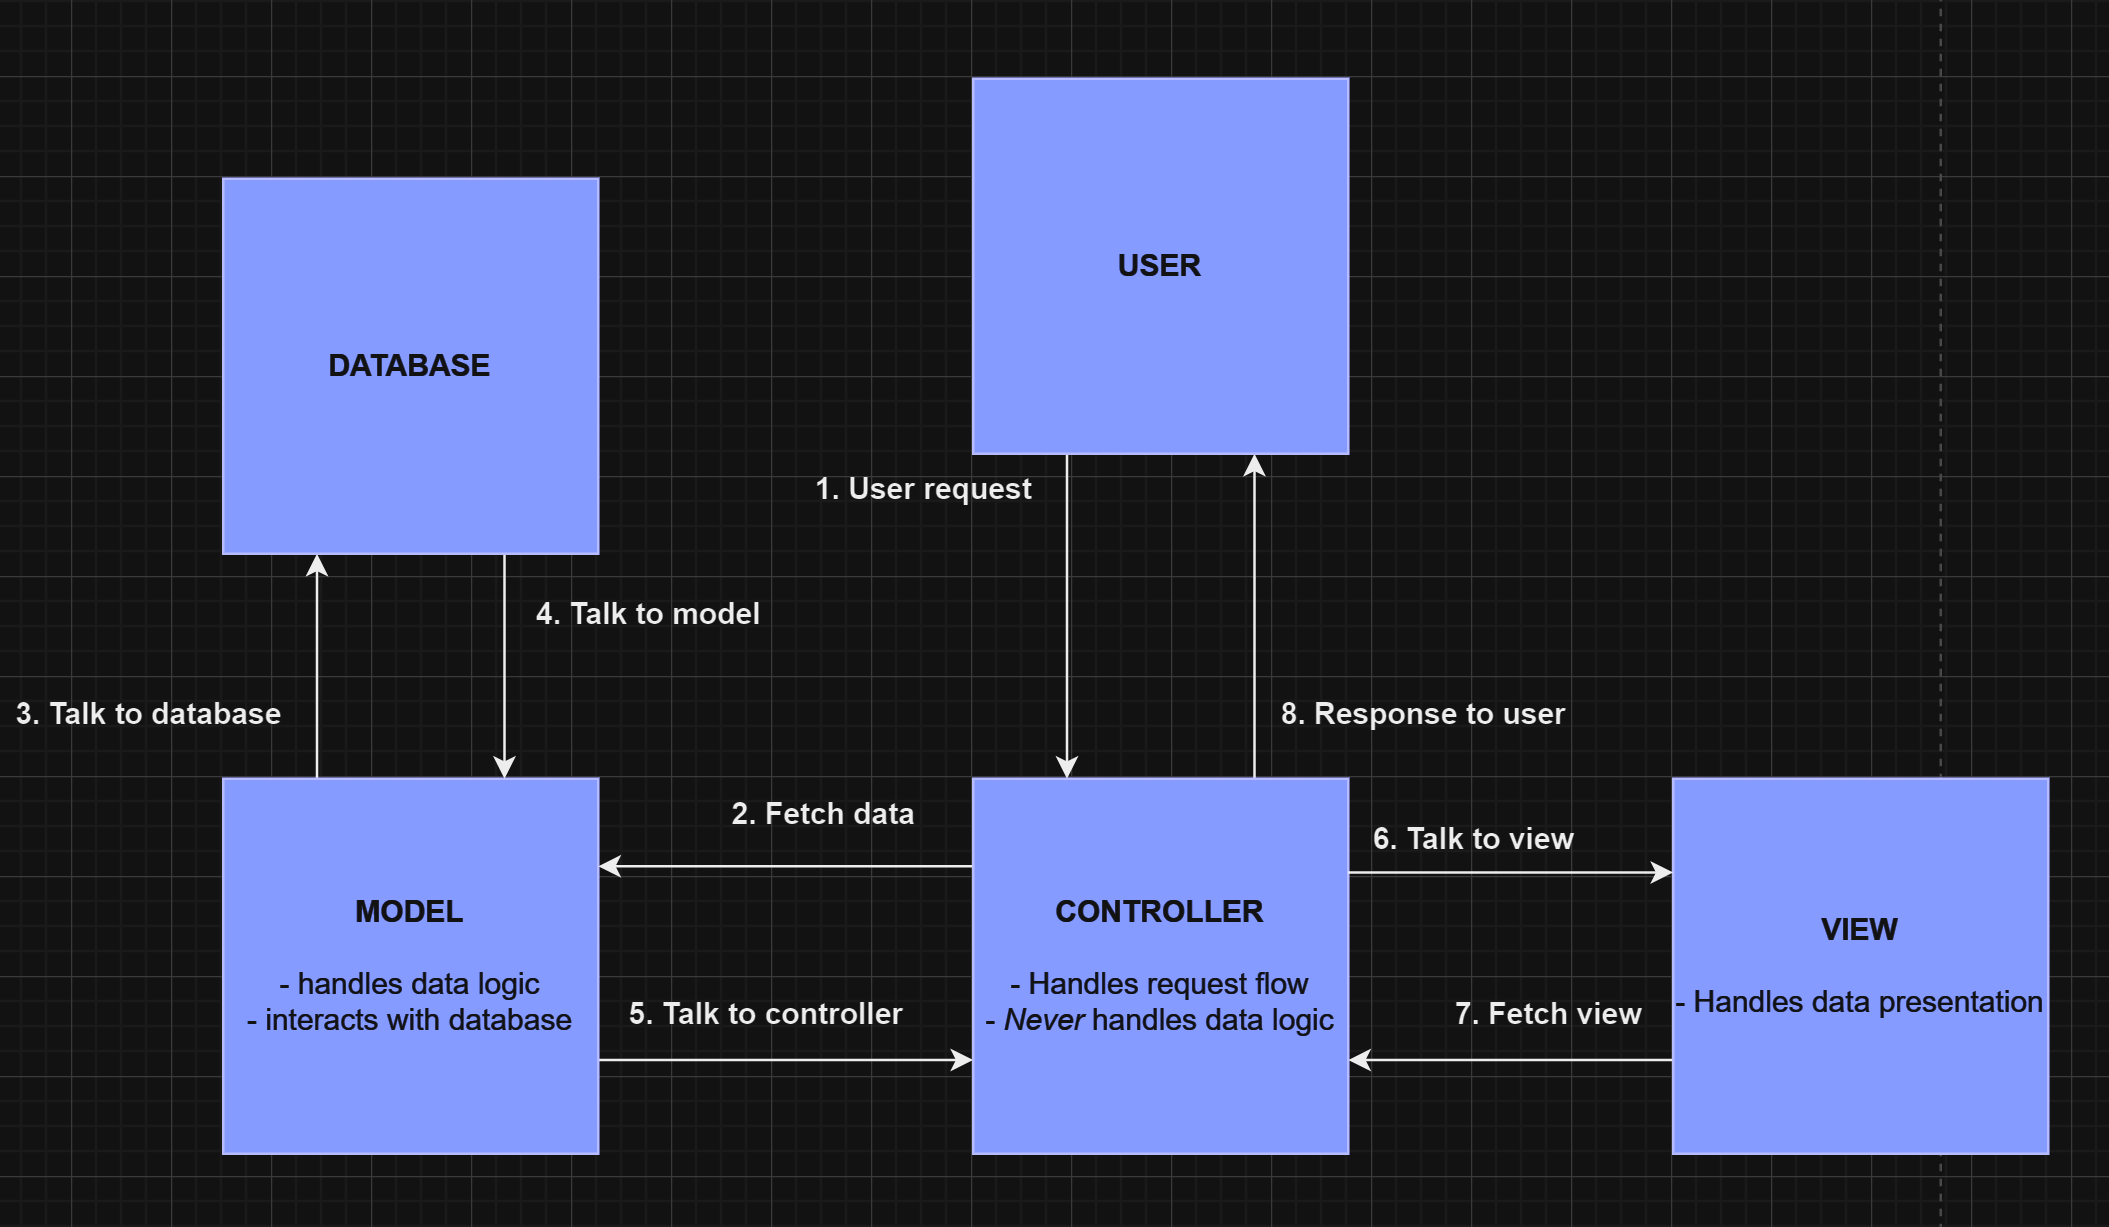 USER
DATABASE
1. User request
4. Talk to model
3. Talk to database
8. Response to user
2. Fetch data
6. Talk to view
MODEL
- handles data logic
- interacts with database
CONTROLLER
- Handles request flow
- Never handles data logic
VIEW
- Handles data presentation
5. Talk to controller
7. Fetch view